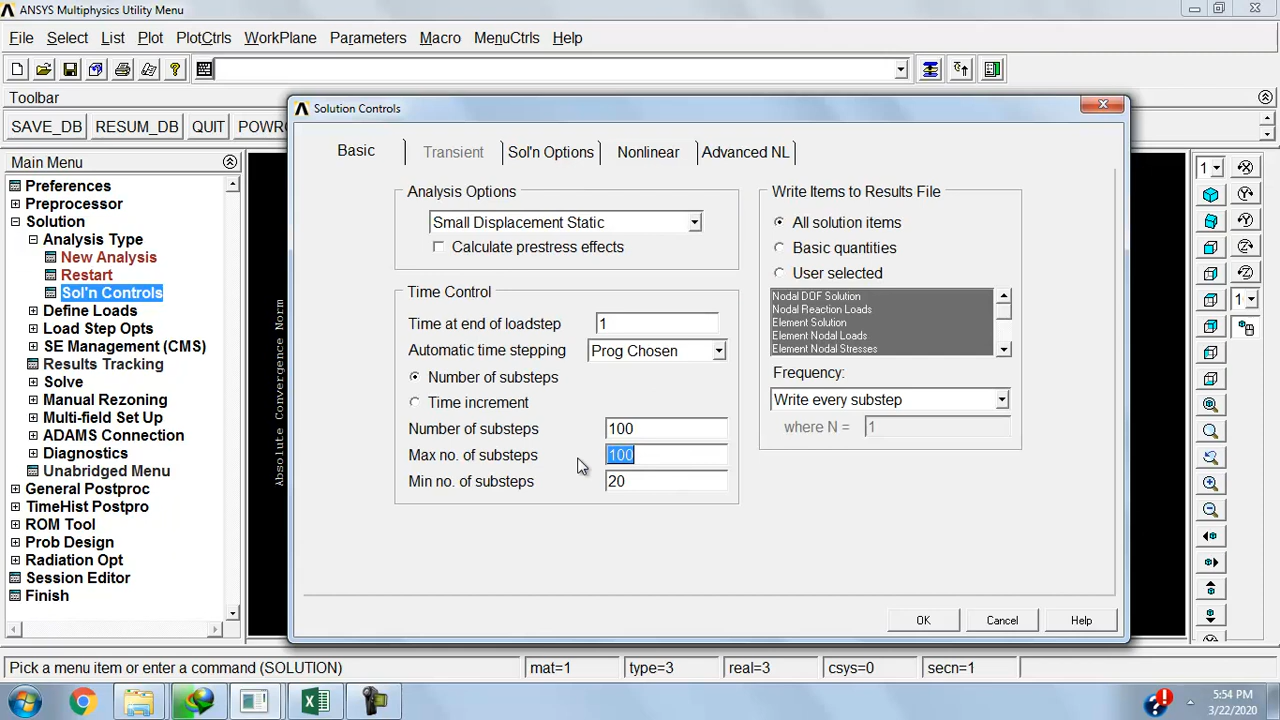 ANSYS Multiphysics Utility Menu
File Select List Plot PlotCtrls WorkPlane Parameters Macro MenuCtrls Help
Toolbar
SAVE_DB RESUM_DB QUIT POWRG
Main Menu
Preferences
Preprocessor
Solution
Analysis Type
New Analysis
Restart
Sol'n Controls
Define Loads
Load Step Opts
SE Management (CMS)
Results Tracking
Solve
Manual Rezoning
Multi-field Set Up
ADAMS Connection
Diagnostics
Unabridged Menu
General Postproc
TimeHist Postpro
ROM Tool
Prob Design
Radiation Opt
Session Editor
Finish
Absolute Convergence Norm
Solution Controls
Basic Transient Sol'n Options Nonlinear Advanced NL
Analysis Options
Small Displacement Static
Calculate prestress effects
Time Control
Time at end of loadstep 1
Automatic time stepping Prog Chosen
Number of substeps
Time increment
Number of substeps 100
Max no. of substeps 100
Min no. of substeps 20
Write Items to Results File
All solution items
Basic quantities
User selected
Nodal DOF Solution
Nodal Reaction Loads
Element Solution
Element Nodal Loads
Element Nodal Stresses
Frequency:
Write every substep
where N = 1
OK Cancel Help
1
X
Y
Y
Z
Z
1
Pick a menu item or enter a command (SOLUTION) mat=1 type=3 real=3 csys=0 secn=1
5:54 PM
3/22/2020